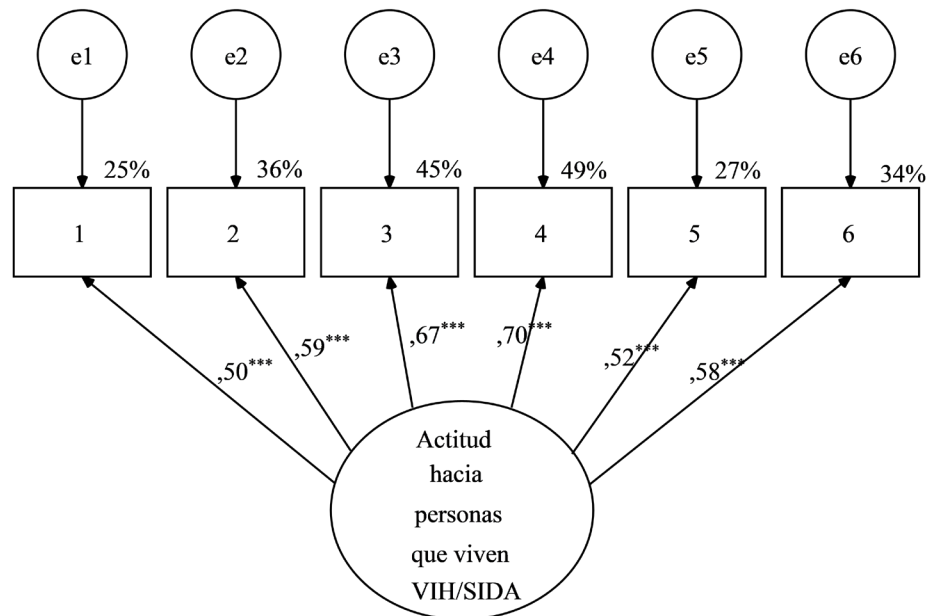 e1 e2 e3 e4 e5 e6
25% 36% 45% 49% 27% 34%
1 2 3 4 5 6
,50*** ,59*** ,67*** ,70*** ,52*** ,58***
Actitud
hacia
personas
que viven
VIH/SIDA